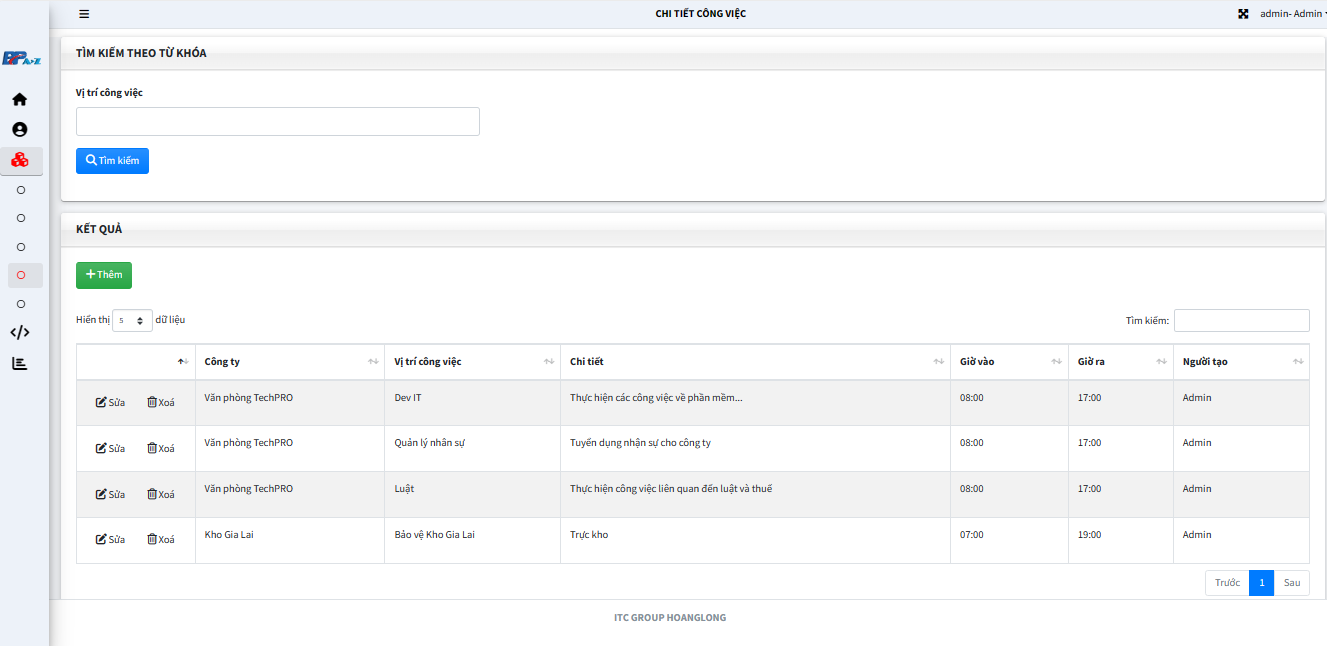 CHI TIẾT CÔNG VIỆC
admin- Admin
TÌM KIẾM THEO TỪ KHÓA
Vị trí công việc
Tìm kiếm
KẾT QUẢ
Thêm
Hiển thị 5 dữ liệu
Tìm kiếm:
Công ty Vị trí công việc Chi tiết Giờ vào Giờ ra Người tạo
Sửa Xoá Văn phòng TechPRO Dev IT Thực hiện các công việc về phần mềm... 08:00 17:00 Admin
Sửa Xoá Văn phòng TechPRO Quản lý nhân sự Tuyển dụng nhận sự cho công ty 08:00 17:00 Admin
Sửa Xoá Văn phòng TechPRO Luật Thực hiện công việc liên quan đến luật và thuế 08:00 17:00 Admin
Sửa Xoá Kho Gia Lai Bảo vệ Kho Gia Lai Trực kho 07:00 19:00 Admin
Trước 1 Sau
ITC GROUP HOANGLONG